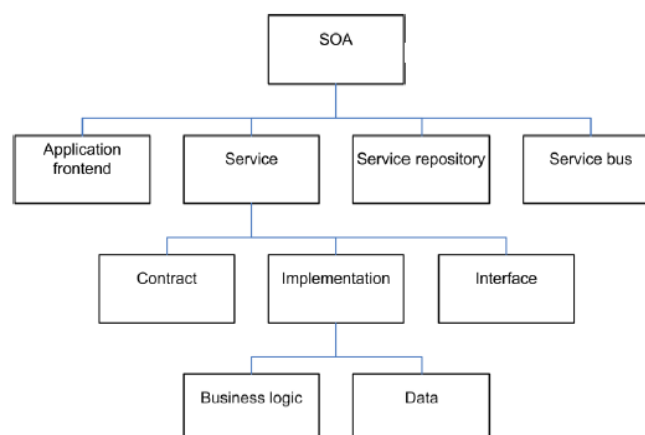 SOA
Application
frontend
Service
Service repository
Service bus
Contract
Implementation
Interface
Business logic
Data